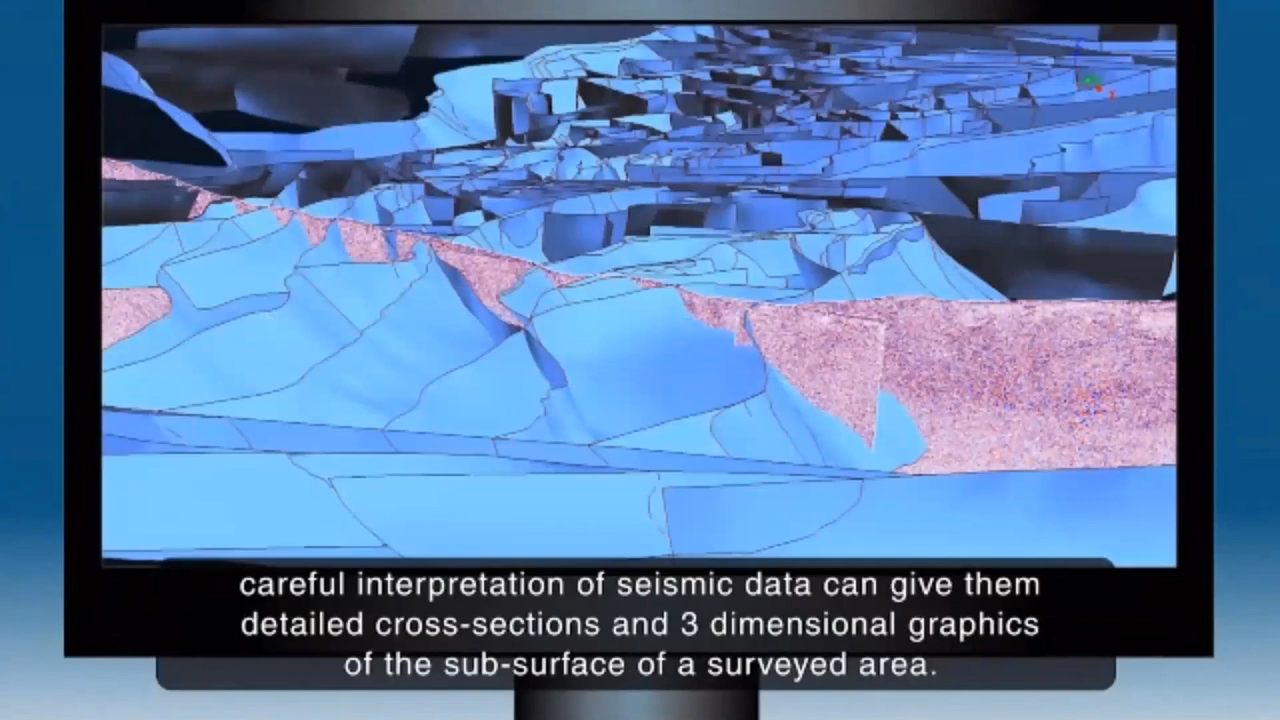 careful interpretation of seismic data can give them
detailed cross-sections and 3 dimensional graphics
of the sub-surface of a surveyed area.